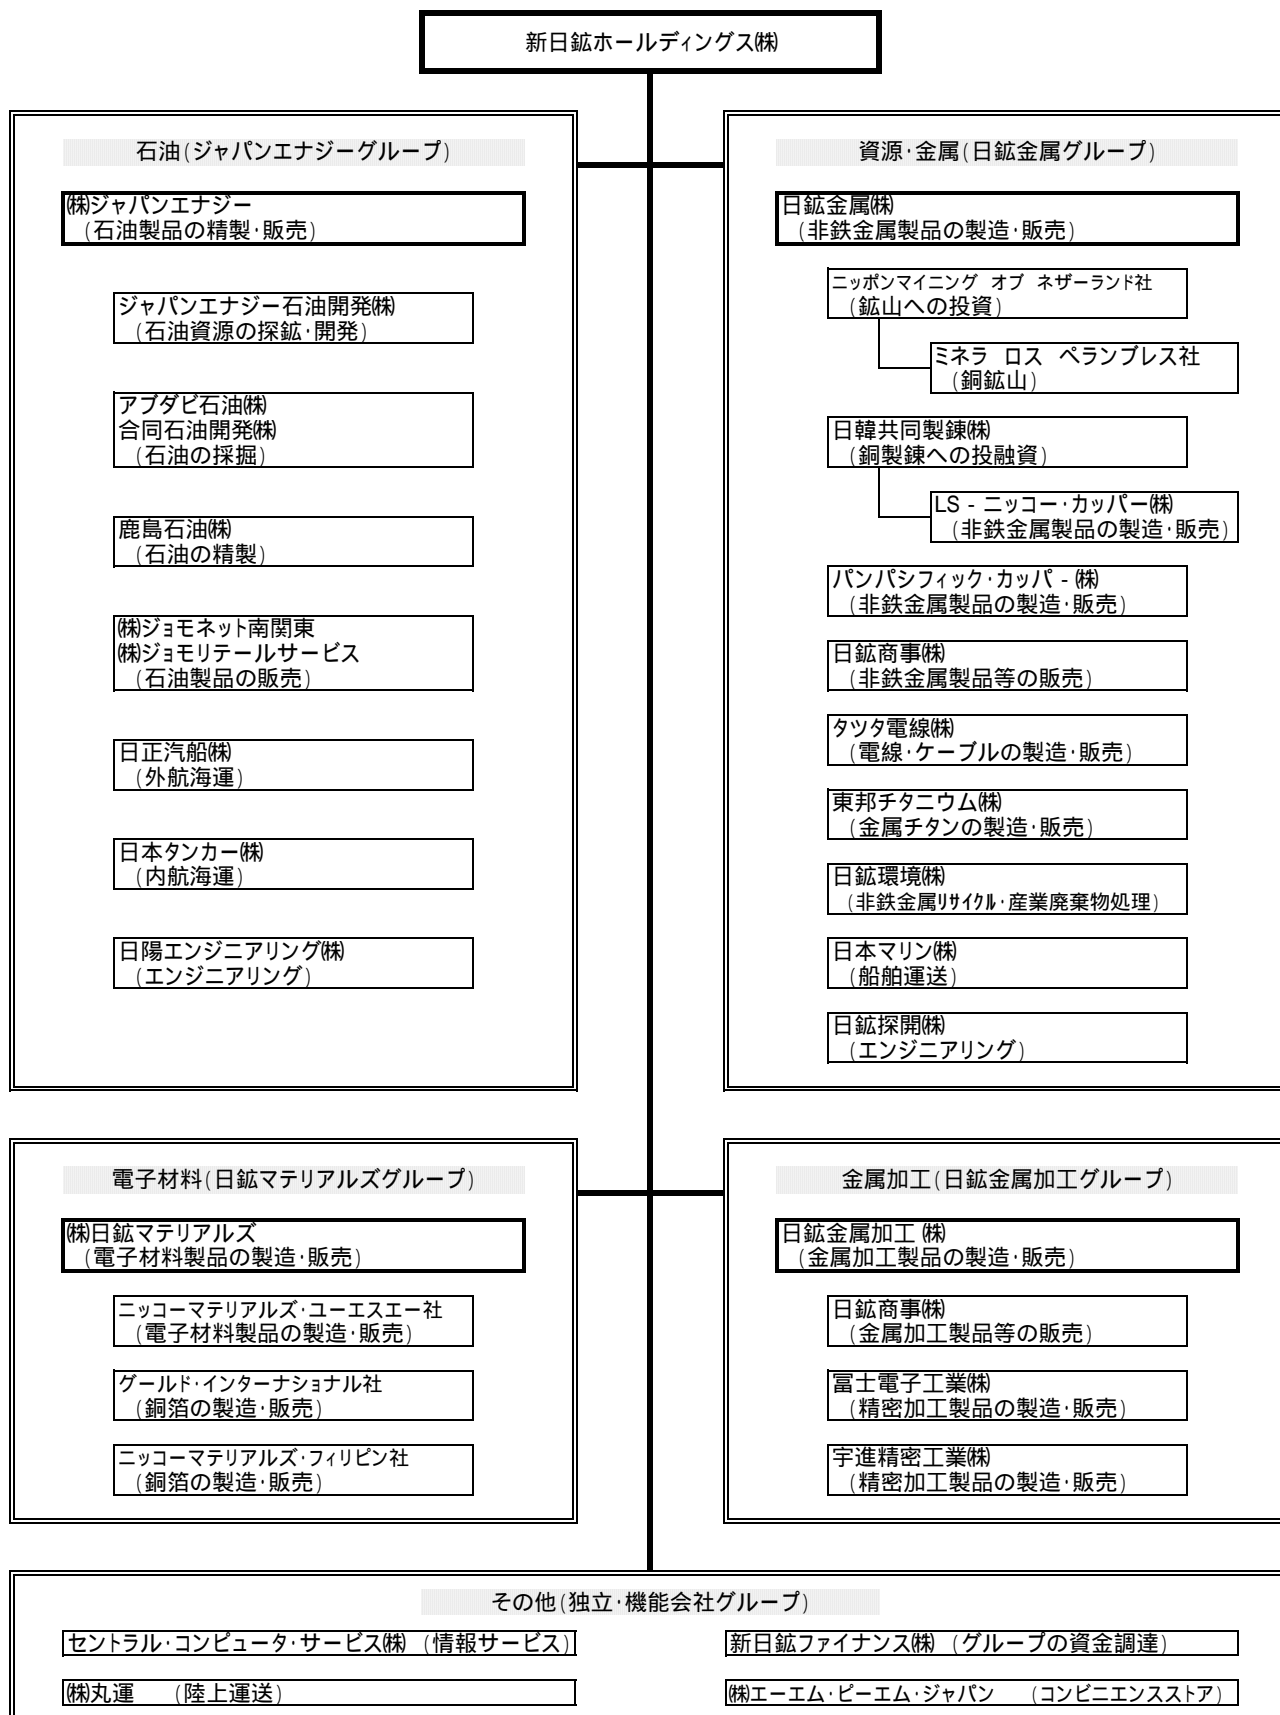 新日鉱ホールディングス㈱
石油(ジャパンエナジーグループ)
㈱ジャパンエナジー
(石油製品の精製･販売)
ジャパンエナジー石油開発㈱
(石油資源の探鉱･開発)
アブダビ石油㈱
合同石油開発㈱
(石油の採掘)
鹿島石油㈱
(石油の精製)
㈱ジョモネット南関東
㈱ジョモリテールサービス
(石油製品の販売)
日正汽船㈱
(外航海運)
日本タンカー㈱
(内航海運)
日陽エンジニアリング㈱
(エンジニアリング)
資源･金属(日鉱金属グループ)
日鉱金属㈱
(非鉄金属製品の製造･販売)
ニッポンマイニング オブ ネザーランド社
(鉱山への投資)
ミネラ ロス ペランブレス社
(銅鉱山)
日韓共同製錬㈱
(銅製錬への投融資)
LS - ニッコー･カッパー㈱
(非鉄金属製品の製造･販売)
パンパシフィック･カッパ - ㈱
(非鉄金属製品の製造･販売)
日鉱商事㈱
(非鉄金属製品等の販売)
タツタ電線㈱
(電線･ケーブルの製造･販売)
東邦チタニウム㈱
(金属チタンの製造･販売)
日鉱環境㈱
(非鉄金属ﾘｻｲｸﾙ･産業廃棄物処理)
日本マリン㈱
(船舶運送)
日鉱探開㈱
(エンジニアリング)
電子材料(日鉱マテリアルズグループ)
㈱日鉱マテリアルズ
(電子材料製品の製造･販売)
ニッコーマテリアルズ･ユーエスエー社
(電子材料製品の製造･販売)
グールド･インターナショナル社
(銅箔の製造･販売)
ニッコーマテリアルズ･フィリピン社
(銅箔の製造･販売)
金属加工(日鉱金属加工グループ)
日鉱金属加工 ㈱
(金属加工製品の製造･販売)
日鉱商事㈱
(金属加工製品等の販売)
冨士電子工業㈱
(精密加工製品の製造･販売)
宇進精密工業㈱
(精密加工製品の製造･販売)
その他(独立･機能会社グループ)
セントラル･コンピュータ･サービス㈱ (情報サービス)
新日鉱ファイナンス㈱ (グループの資金調達)
㈱丸運 (陸上運送)
㈱エーエム･ピーエム･ジャパン (コンビニエンスストア)